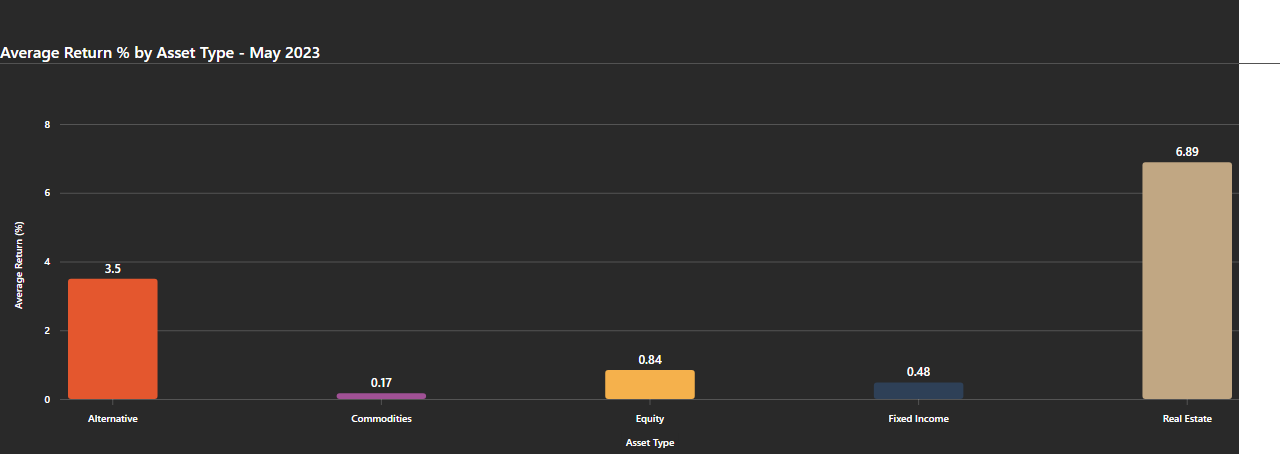 Average Return % by Asset Type - May 2023
8
6.89
6
Average Return (%)
4
3.5
2
0.84
0.48
0.17
0
Alternative Commodities Equity Fixed Income Real Estate
Asset Type